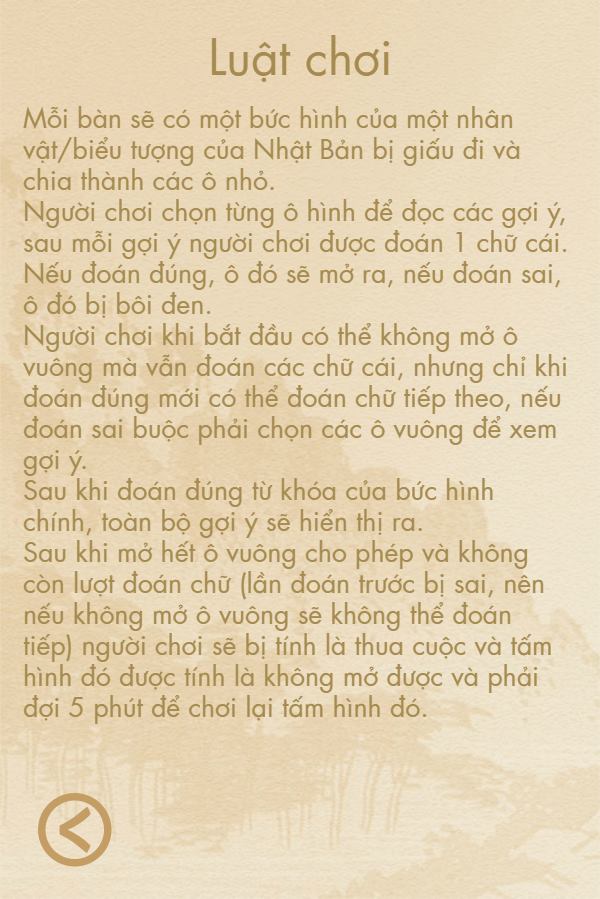 Luật chơi
Mỗi bàn sẽ có một bức hình của một nhân
vật/biểu tượng của Nhật Bản bị giấu đi và
chia thành các ô nhỏ.
Người chơi chọn từng ô hình để đọc các gợi ý,
sau mỗi gợi ý người chơi được đoán 1 chữ cái.
Nếu đoán đúng, ô đó sẽ mở ra, nếu đoán sai,
ô đó bị bôi đen.
Người chơi khi bắt đầu có thể không mở ô
vuông mà vẫn đoán các chữ cái, nhưng chỉ khi
đoán đúng mới có thể đoán chữ tiếp theo, nếu
đoán sai buộc phải chọn các ô vuông để xem
gợi ý.
Sau khi đoán đúng từ khóa của bức hình
chính, toàn bộ gợi ý sẽ hiển thị ra.
Sau khi mở hết ô vuông cho phép và không
còn lượt đoán chữ (lần đoán trước bị sai, nên
nếu không mở ô vuông sẽ không thể đoán
tiếp) người chơi sẽ bị tính là thua cuộc và tấm
hình đó được tính là không mở được và phải
đợi 5 phút để chơi lại tấm hình đó.